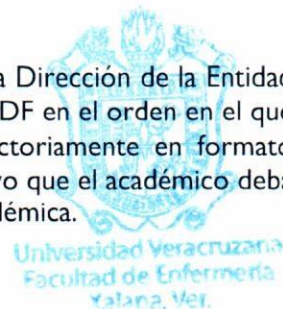 a Dirección de la Entidad
DF en el orden en el que
ctoriamente en formato
vo que el académico deba
démica.
Universidad Veracruzana
Facultad de Enfermería
Xalapa, Ver.